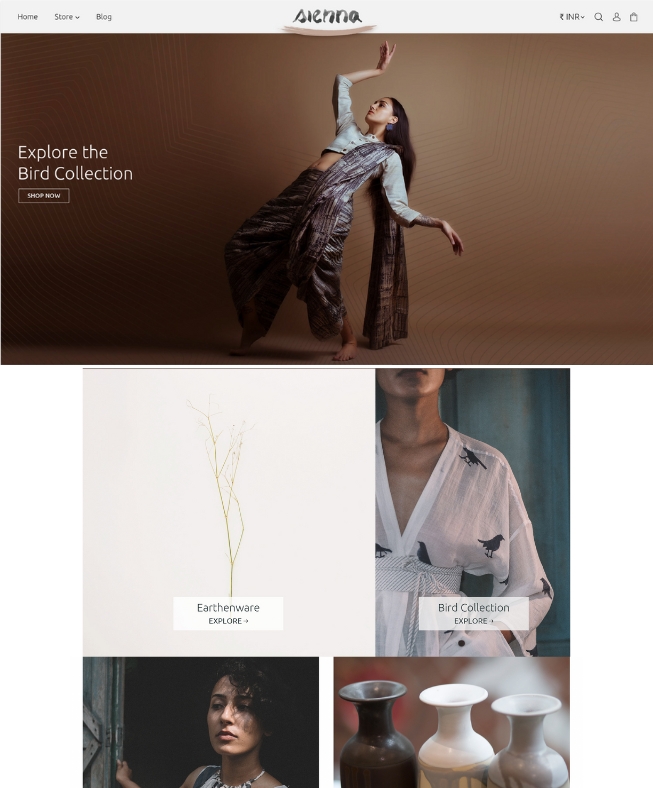 Home
Store
Blog
sienna
₹ INR
Explore the
Bird Collection
SHOP NOW
Earthenware
EXPLORE →
Bird Collection
EXPLORE →